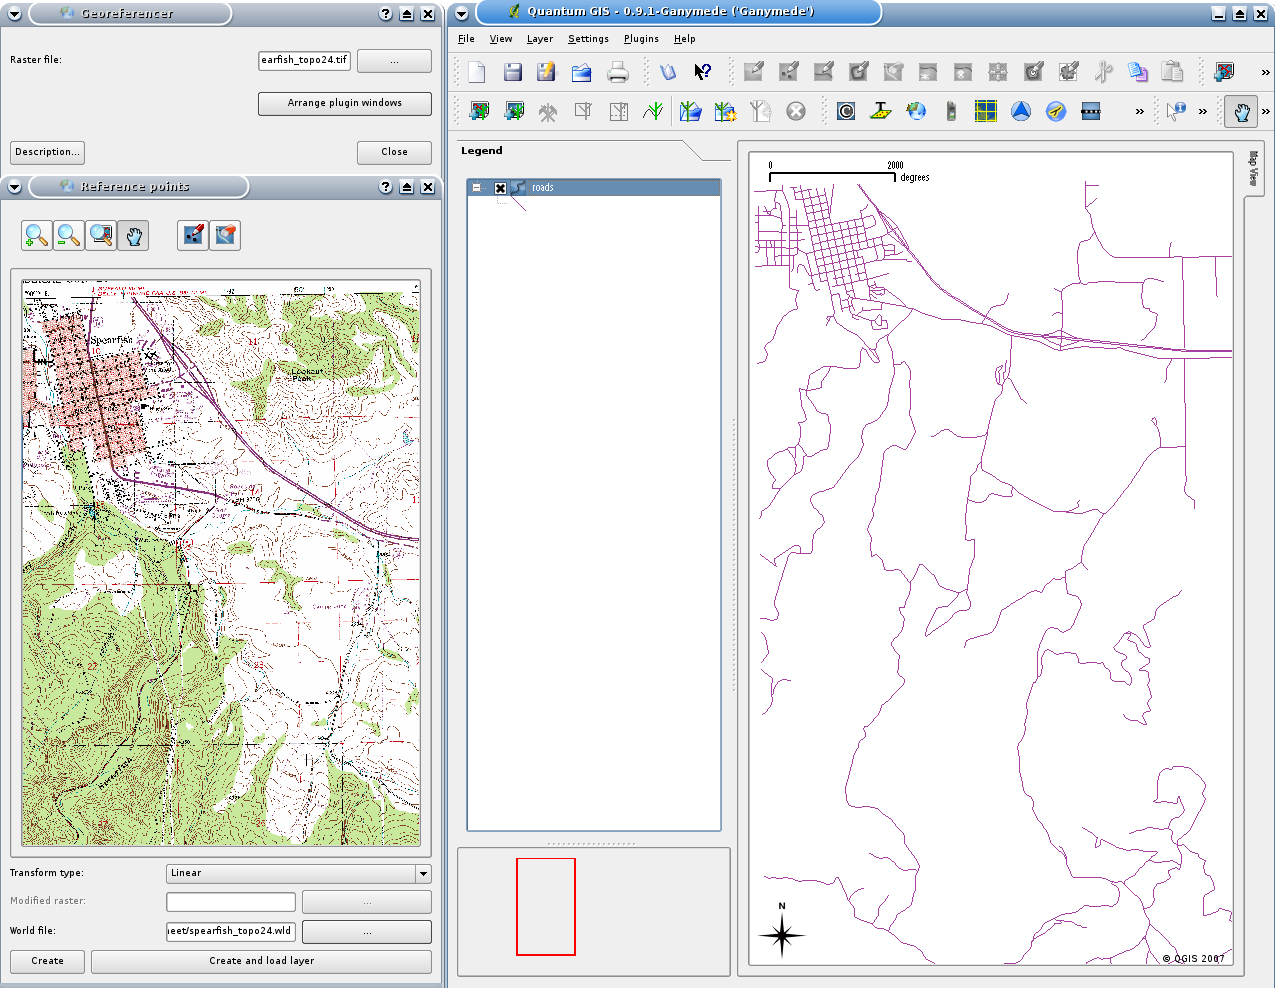 Georeferencer
Raster file:
earfish_topo24.tif
...
Arrange plugin windows
Description...
Close
Reference points
Spearfish
Lookout
Peak
Transform type:
Linear
Modified raster:
...
World file:
eet/spearfish_topo24.wld
...
Create
Create and load layer
Quantum GIS - 0.9.1-Ganymede ('Ganymede')
File View Layer Settings Plugins Help
Legend
roads
Map View
0 2000
degrees
N
© QGIS 2007